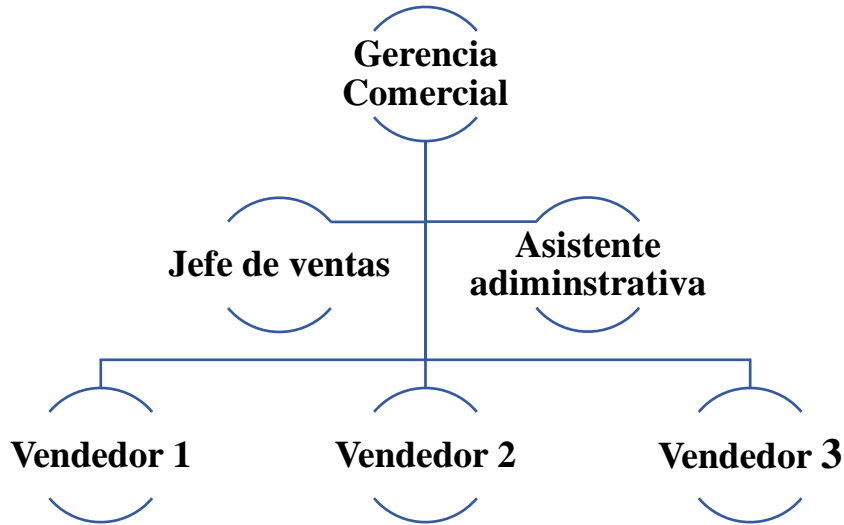 Gerencia
Comercial
Jefe de ventas
Asistente
adiminstrativa
Vendedor 1
Vendedor 2
Vendedor 3